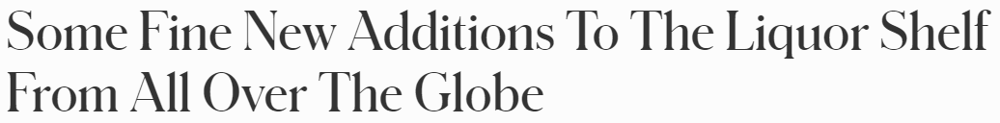 Some Fine New Additions To The Liquor Shelf
From All Over The Globe